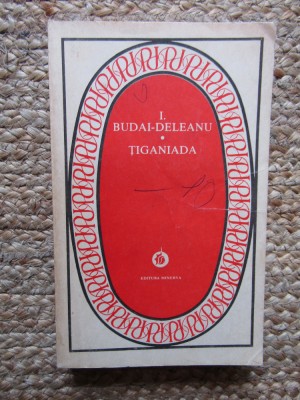 I.
BUDAI-DELEANU
•
ȚIGANIADA
EDITURA MINERVA